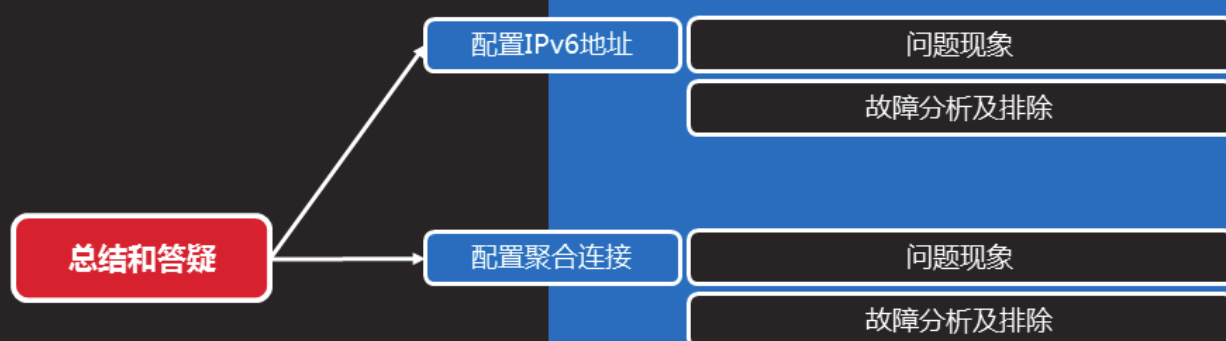 配置IPv6地址
问题现象
故障分析及排除
总结和答疑
配置聚合连接
问题现象
故障分析及排除